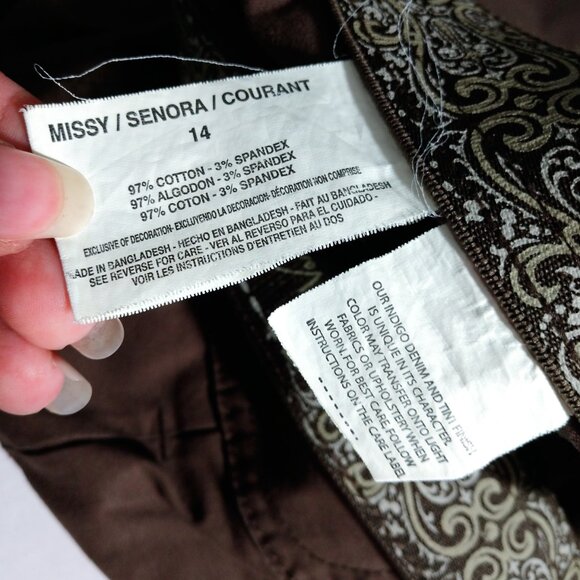 MISSY / SENORA / COURANT
14
97% COTTON - 3% SPANDEX
97% ALGODON - 3% SPANDEX
97% COTON - 3% SPANDEX
EXCLUSIVE OF DECORATION-EXCLUYENDO LA DECORACION-DÉCORATION NON COMPRISE
MADE IN BANGLADESH - HECHO EN BANGLADESH - FAIT AU BANGLADESH
SEE REVERSE FOR CARE - VER AL REVERSO PARA EL CUIDADO -
VOIR LES INSTRUCTIONS D'ENTRETIEN AU DOS
OUR INDIGO DENIM AND TINT FINISH
IS UNIQUE IN ITS CHARACTER.
COLOR MAY TRANSFER ONTO LIGHT
FABRICS OR UPHOLSTERY WHEN
WORN. FOR BEST CARE FOLLOW
INSTRUCTIONS ON THE CARE LABEL